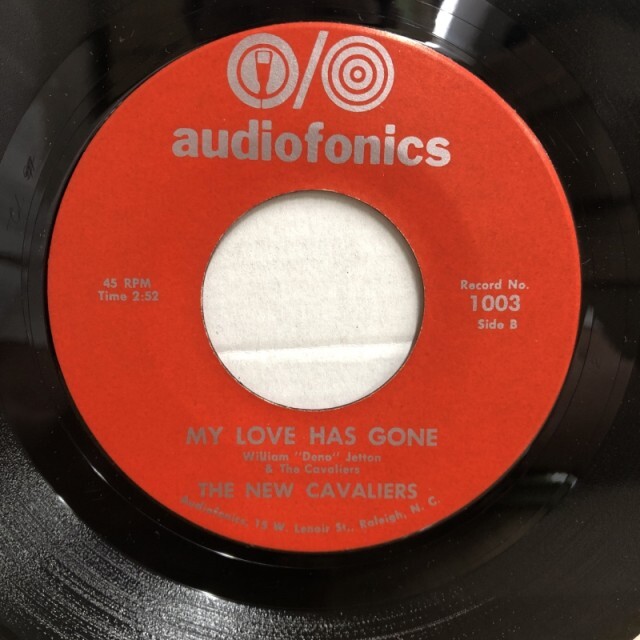 audiofonics
45 RPM
Time 2:52
Record No.
1003
Side B
MY LOVE HAS GONE
William "Deno" Jetton
& The Cavaliers
THE NEW CAVALIERS
Audiofonics, 15 W. Lenoir St., Raleigh, N. C.